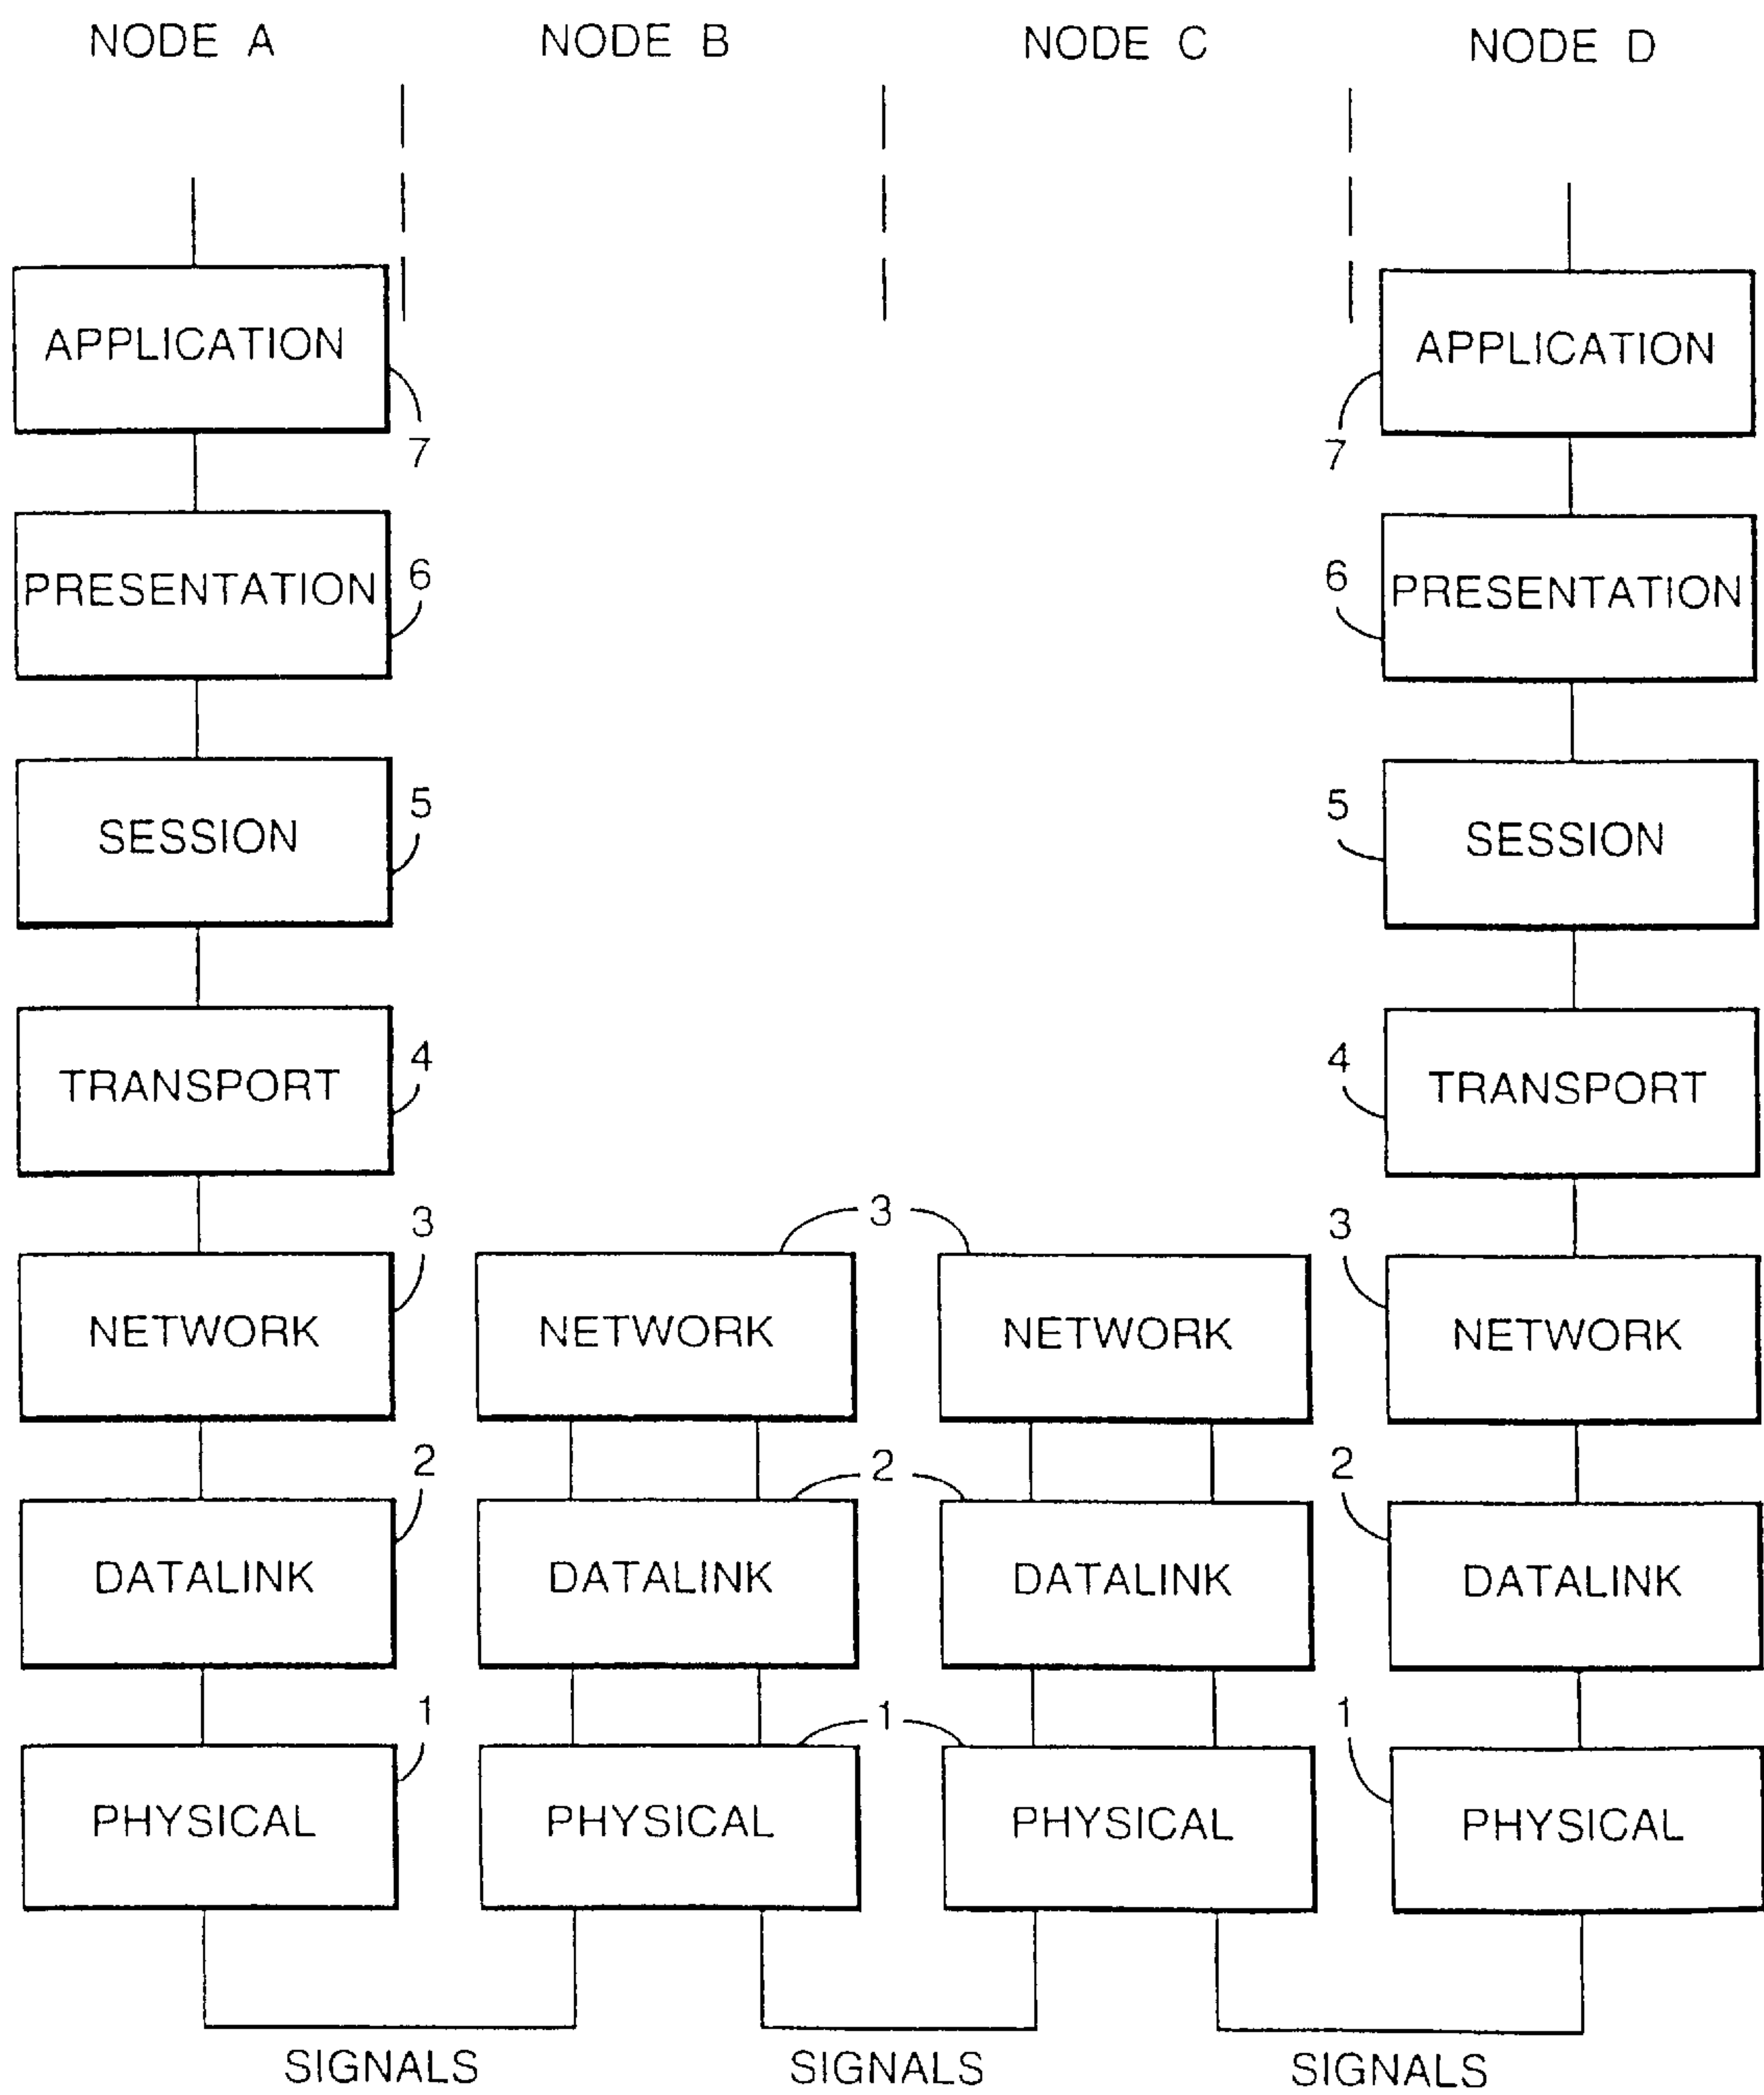 NODE A NODE B NODE C NODE D
APPLICATION APPLICATION
7 7
PRESENTATION 6 6 PRESENTATION
SESSION 5 5 SESSION
TRANSPORT 4 4 TRANSPORT
3 3 3
NETWORK NETWORK NETWORK NETWORK
2 2 2
DATALINK DATALINK DATALINK DATALINK
1 1 1
PHYSICAL PHYSICAL PHYSICAL PHYSICAL
SIGNALS SIGNALS SIGNALS